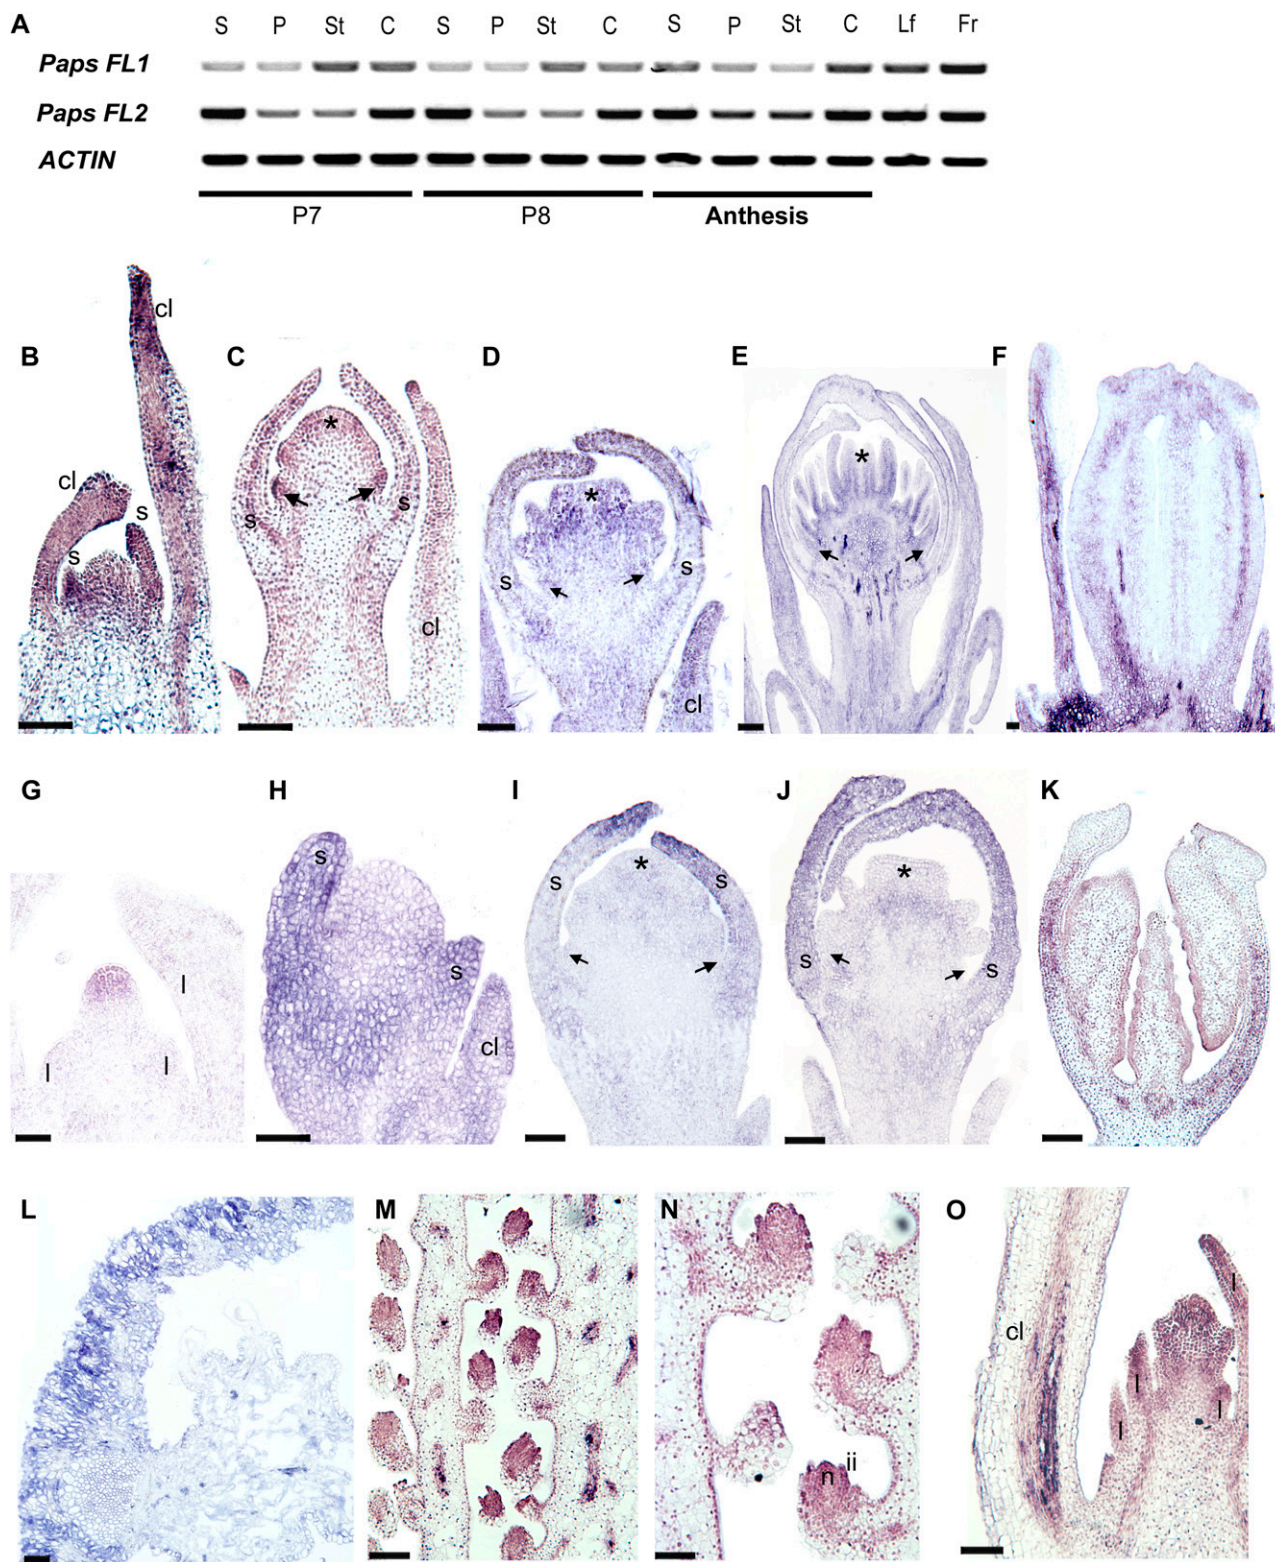 A S P St C S P St C S P St C Lf Fr
Paps FL1
Paps FL2
ACTIN
P7 P8 Anthesis
B cl cl s s
C * s s cl
D * s s cl
E *
F
G l l l
H s s cl
I * s s
J * s s
K
L
M
N n ii
O cl l l l l